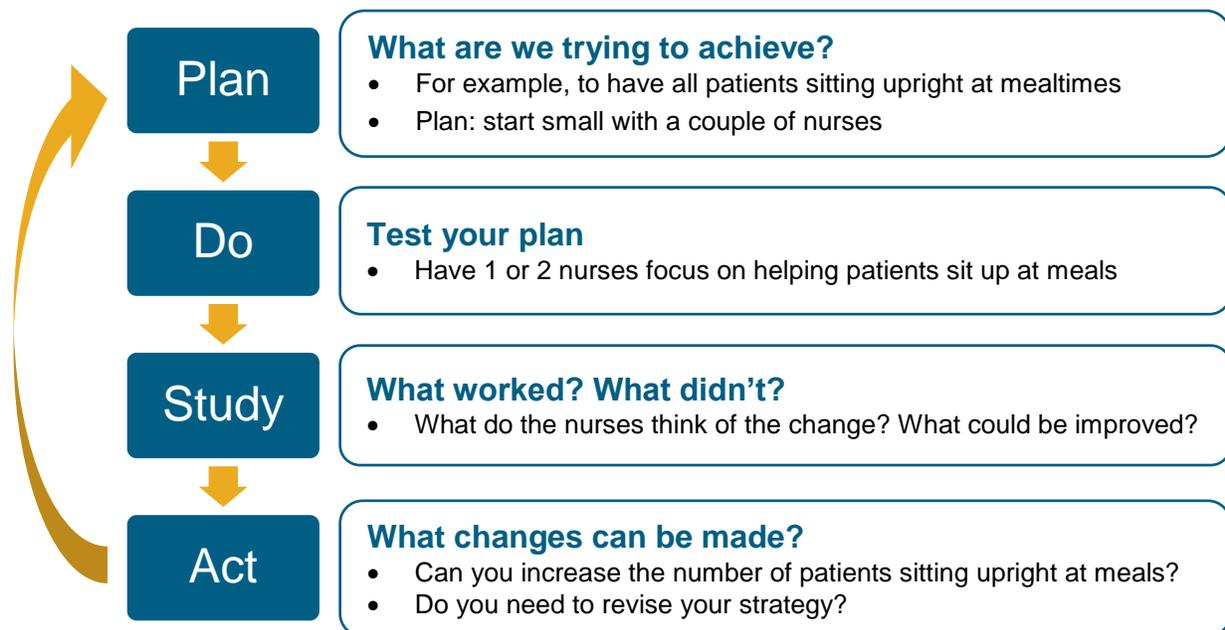 Plan
What are we trying to achieve?
• For example, to have all patients sitting upright at mealtimes
• Plan: start small with a couple of nurses
Do
Test your plan
• Have 1 or 2 nurses focus on helping patients sit up at meals
Study
What worked? What didn’t?
• What do the nurses think of the change? What could be improved?
Act
What changes can be made?
• Can you increase the number of patients sitting upright at meals?
• Do you need to revise your strategy?